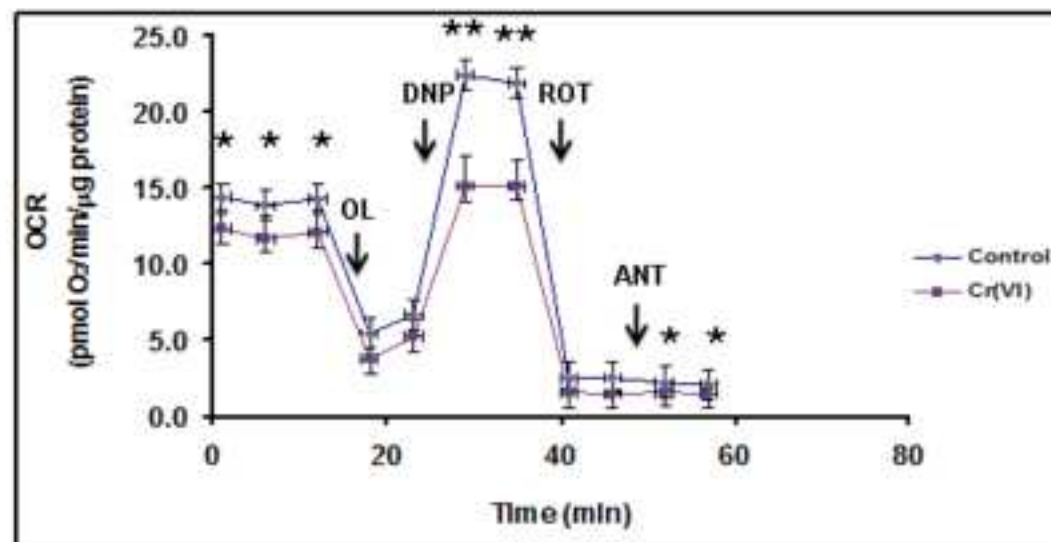 OCR
(pmol O₂/min/µg protein)
25.0
20.0
15.0
10.0
5.0
0.0
** **
* * *
DNP
ROT
OL
ANT
* *
Control
Cr(VI)
0 20 40 60 80
Time (min)